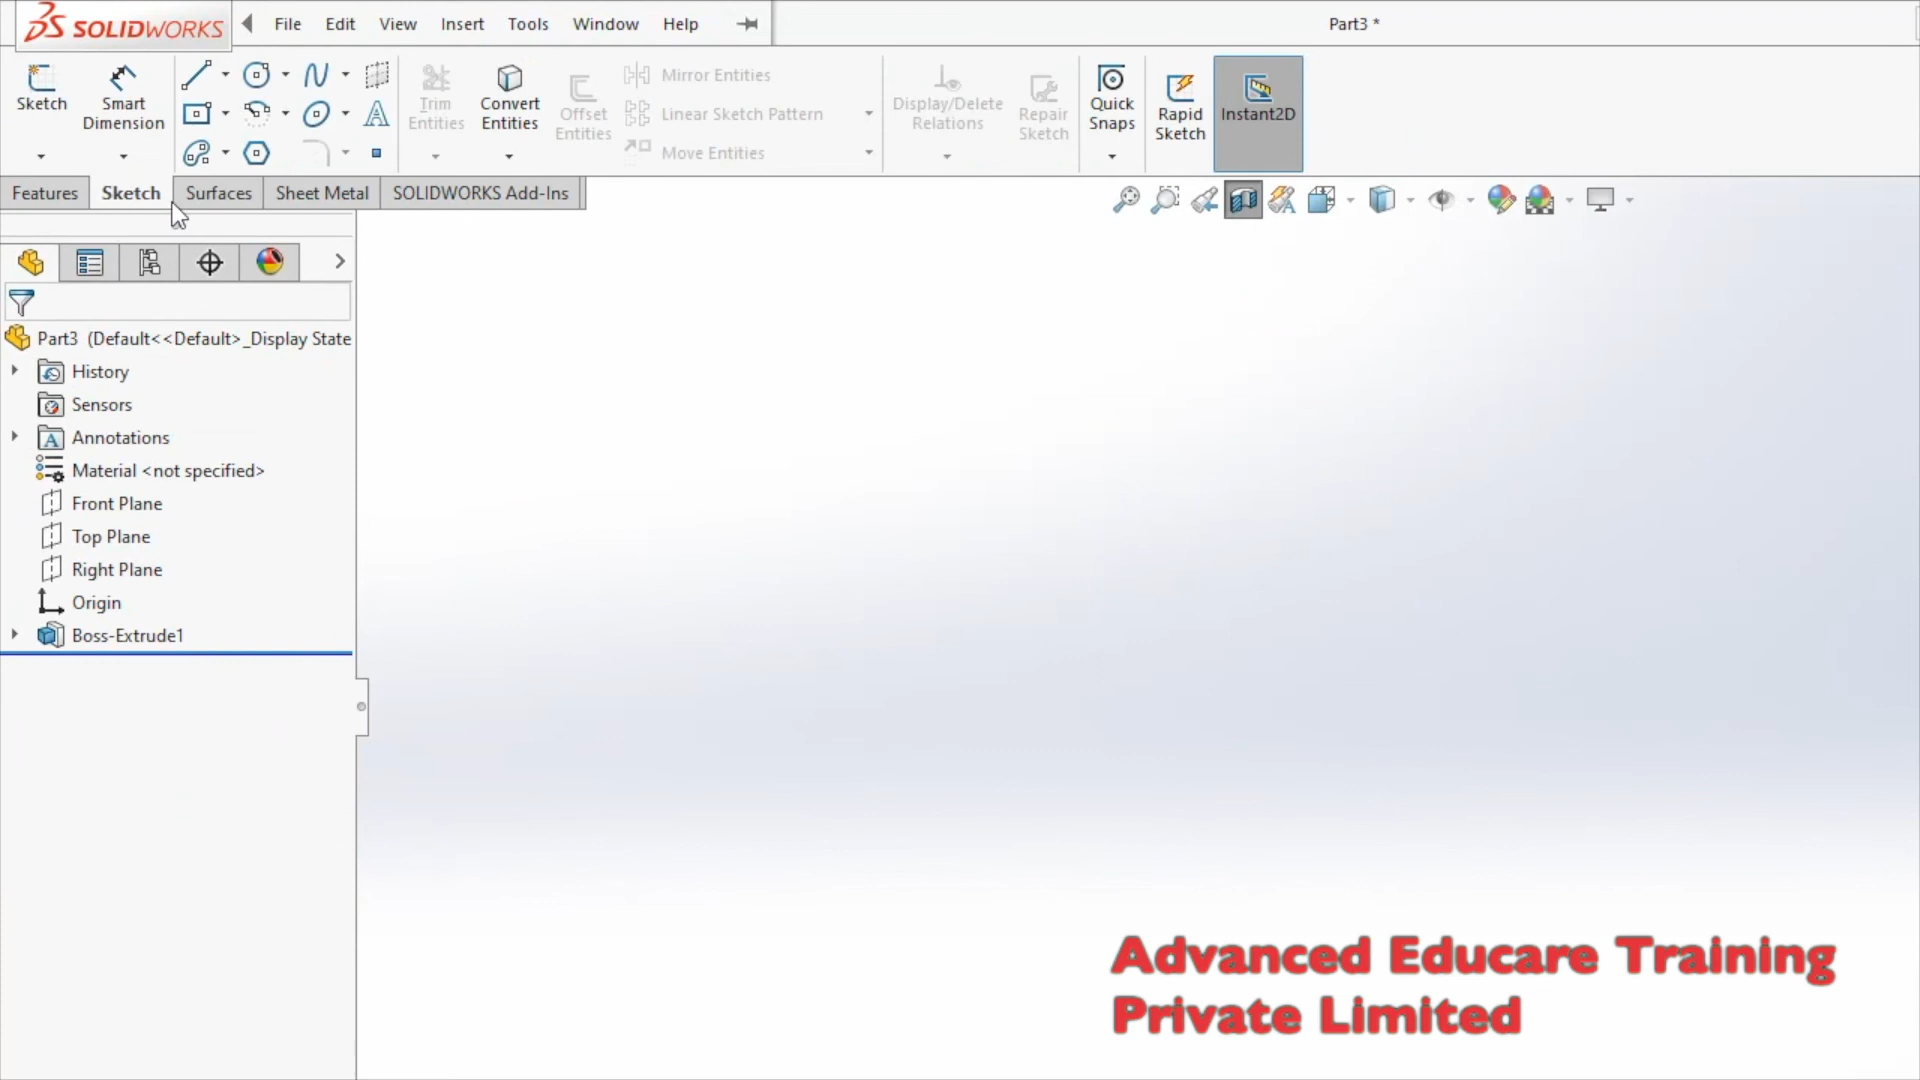 SOLIDWORKS
File Edit View Insert Tools Window Help
Part3 *
Sketch
Smart Dimension
Trim Entities
Convert Entities
Offset Entities
Mirror Entities
Linear Sketch Pattern
Move Entities
Display/Delete Relations
Repair Sketch
Quick Snaps
Rapid Sketch
Instant2D
Features Sketch Surfaces Sheet Metal SOLIDWORKS Add-Ins
Part3 (Default<<Default>_Display State
History
Sensors
Annotations
Material <not specified>
Front Plane
Top Plane
Right Plane
Origin
Boss-Extrude1
Advanced Educare Training
Private Limited